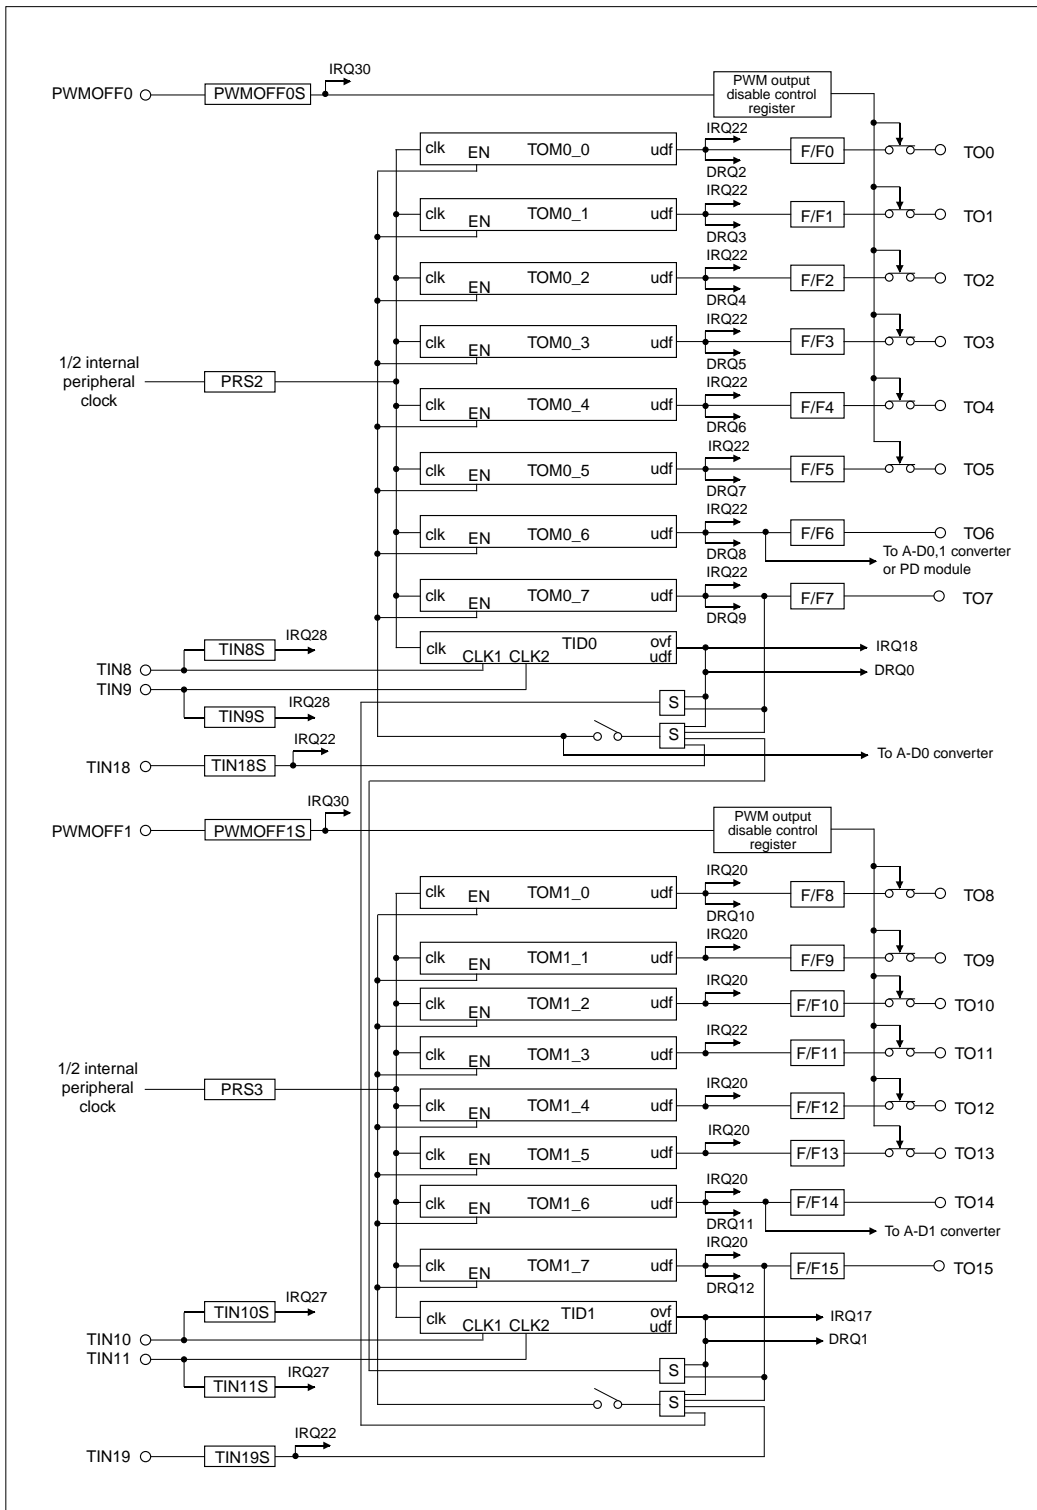 IRQ30
PWMOFF0
PWMOFF0S
PWM output
disable control
register
clk
EN
TOM0_0
udf
IRQ22
DRQ2
F/F0
TO0
clk
EN
TOM0_1
udf
IRQ22
DRQ3
F/F1
TO1
clk
EN
TOM0_2
udf
IRQ22
DRQ4
F/F2
TO2
clk
EN
TOM0_3
udf
IRQ22
DRQ5
F/F3
TO3
1/2 internal
peripheral
clock
PRS2
clk
EN
TOM0_4
udf
IRQ22
DRQ6
F/F4
TO4
clk
EN
TOM0_5
udf
IRQ22
DRQ7
F/F5
TO5
clk
EN
TOM0_6
udf
IRQ22
DRQ8
F/F6
TO6
To A-D0,1 converter
or PD module
clk
EN
TOM0_7
udf
IRQ22
DRQ9
F/F7
TO7
clk
CLK1 CLK2
TID0
ovf
udf
IRQ18
DRQ0
TIN8
TIN8S
IRQ28
TIN9
TIN9S
IRQ28
S
S
To A-D0 converter
TIN18
TIN18S
IRQ22
IRQ30
PWMOFF1
PWMOFF1S
PWM output
disable control
register
clk
EN
TOM1_0
udf
IRQ20
DRQ10
F/F8
TO8
clk
EN
TOM1_1
udf
IRQ20
F/F9
TO9
clk
EN
TOM1_2
udf
IRQ20
F/F10
TO10
clk
EN
TOM1_3
udf
IRQ22
F/F11
TO11
1/2 internal
peripheral
clock
PRS3
clk
EN
TOM1_4
udf
IRQ20
F/F12
TO12
clk
EN
TOM1_5
udf
IRQ20
F/F13
TO13
clk
EN
TOM1_6
udf
IRQ20
DRQ11
F/F14
TO14
To A-D1 converter
clk
EN
TOM1_7
udf
IRQ20
DRQ12
F/F15
TO15
clk
CLK1 CLK2
TID1
ovf
udf
IRQ17
DRQ1
TIN10
TIN10S
IRQ27
TIN11
TIN11S
IRQ27
S
S
TIN19
TIN19S
IRQ22